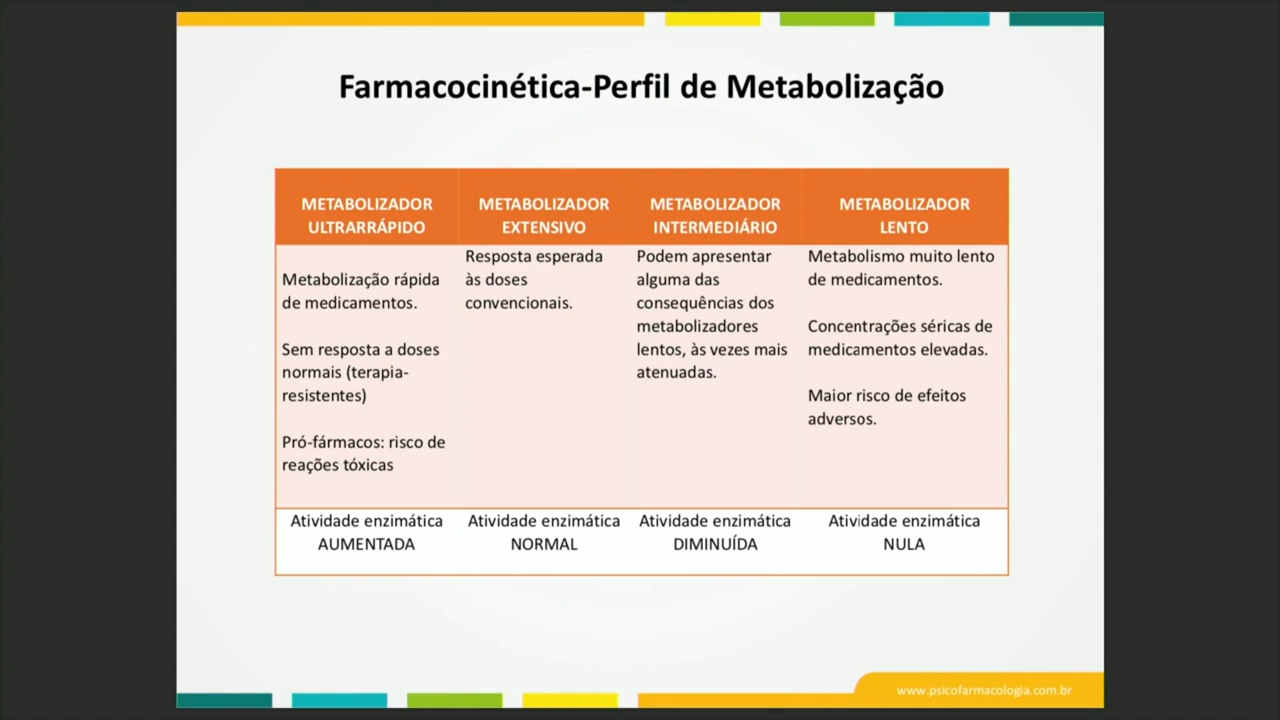 Farmacocinética-Perfil de Metabolização
METABOLIZADOR
ULTRARRÁPIDO
METABOLIZADOR
EXTENSIVO
METABOLIZADOR
INTERMEDIÁRIO
METABOLIZADOR
LENTO
Metabolização rápida
de medicamentos.
Sem resposta a doses
normais (terapia-
resistentes)
Pró-fármacos: risco de
reações tóxicas
Resposta esperada
às doses
convencionais.
Podem apresentar
alguma das
consequências dos
metabolizadores
lentos, às vezes mais
atenuadas.
Metabolismo muito lento
de medicamentos.
Concentrações séricas de
medicamentos elevadas.
Maior risco de efeitos
adversos.
Atividade enzimática
AUMENTADA
Atividade enzimática
NORMAL
Atividade enzimática
DIMINUÍDA
Atividade enzimática
NULA
www.psicofarmacologia.com.br